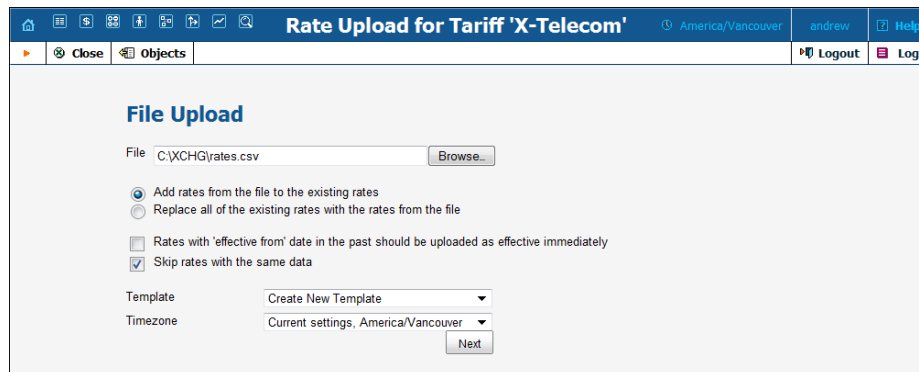 Rate Upload for Tariff 'X-Telecom' America/Vancouver andrew ? Help
Close Objects Logout Log
File Upload
File C:\XCHG\rates.csv Browse..
Add rates from the file to the existing rates
Replace all of the existing rates with the rates from the file
Rates with 'effective from' date in the past should be uploaded as effective immediately
Skip rates with the same data
Template Create New Template
Timezone Current settings, America/Vancouver
Next